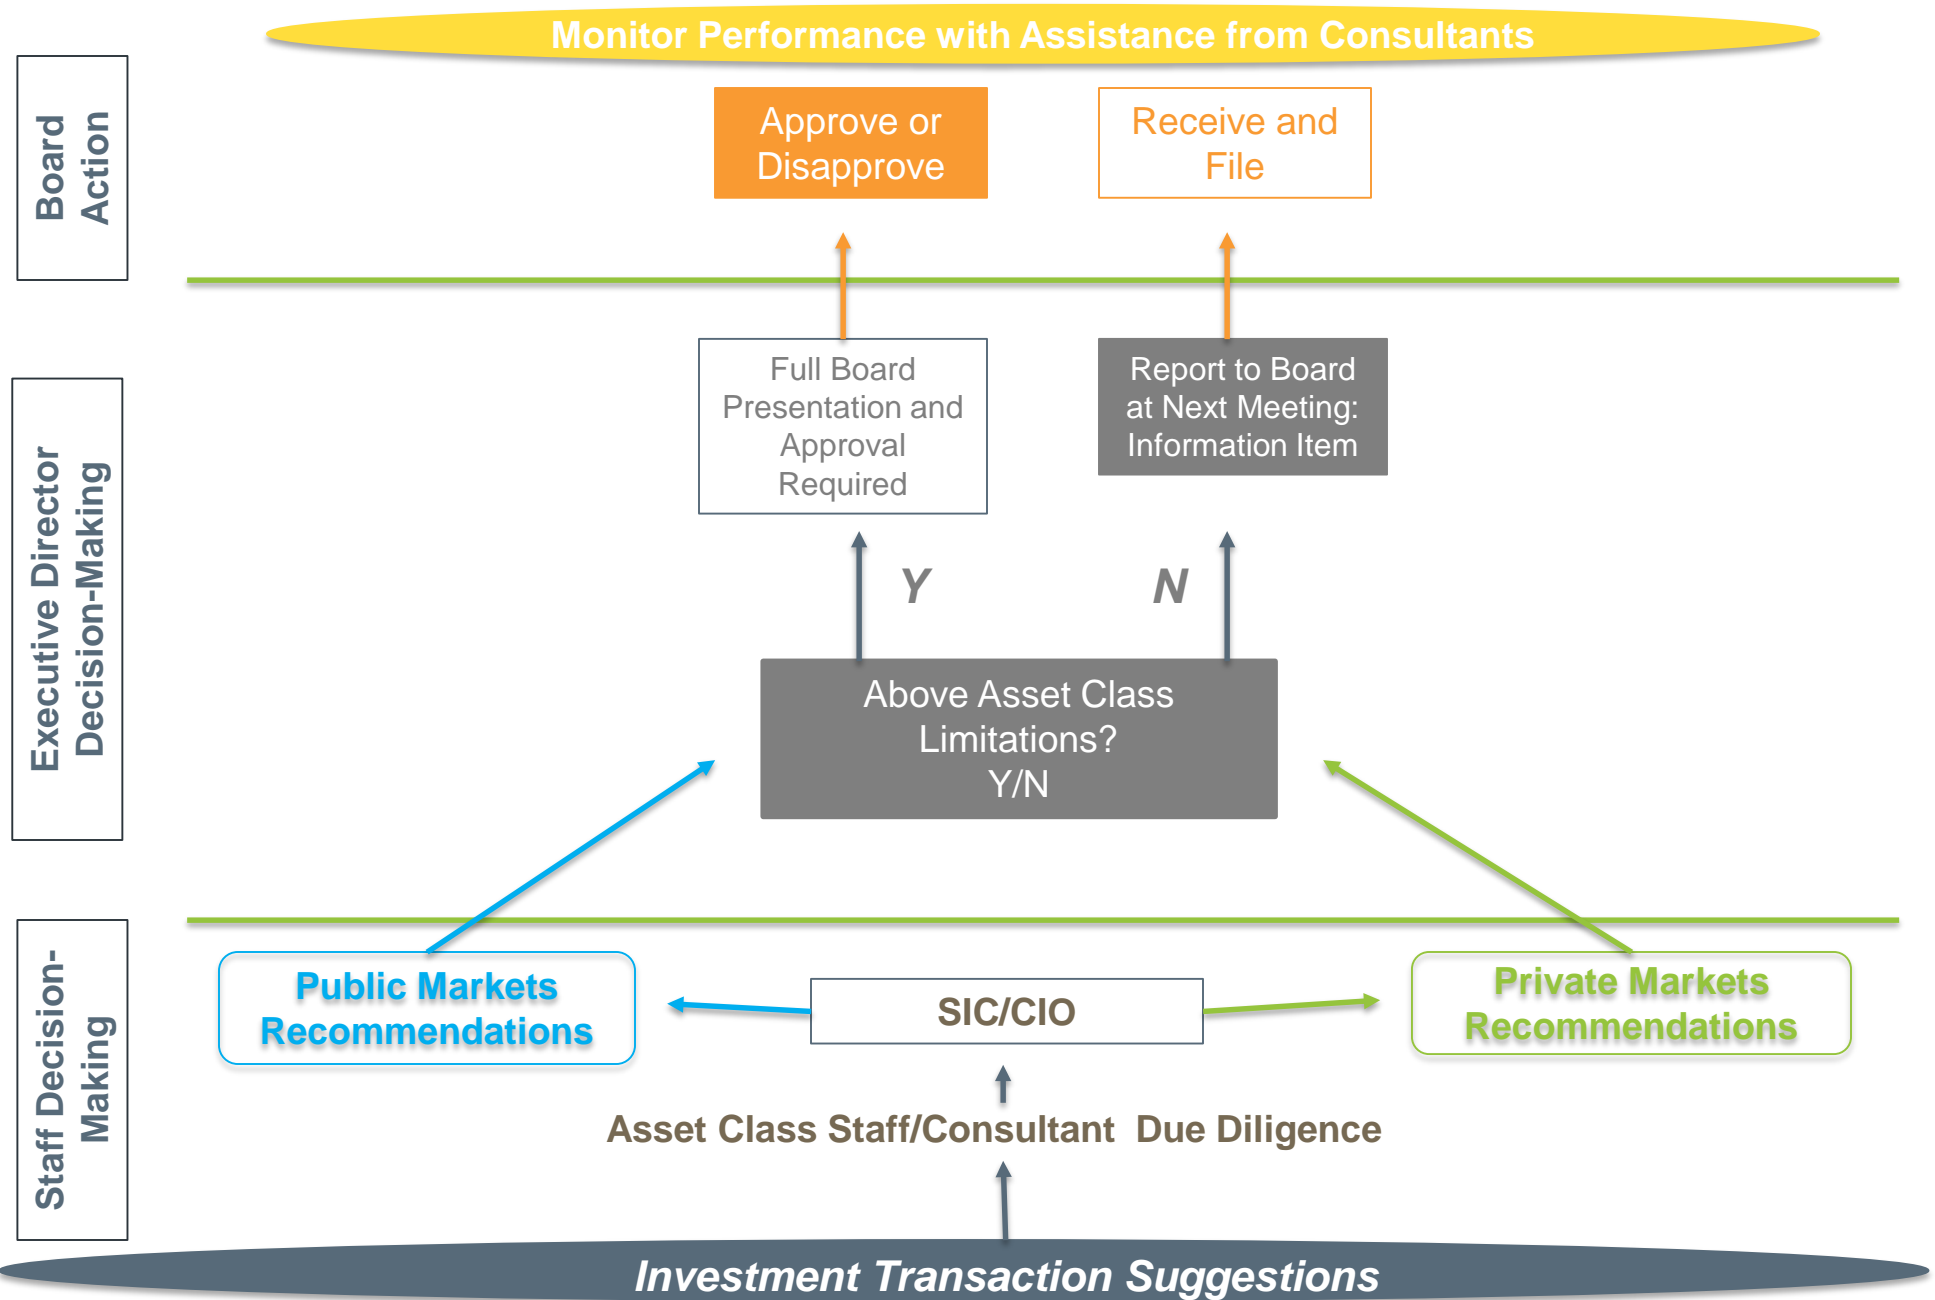 Monitor Performance with Assistance from Consultants
Board
Action
Approve or
Disapprove
Receive and
File
Executive Director
Decision-Making
Full Board
Presentation and
Approval
Required
Report to Board
at Next Meeting:
Information Item
Y
N
Above Asset Class
Limitations?
Y/N
Staff Decision-
Making
Public Markets
Recommendations
SIC/CIO
Private Markets
Recommendations
Asset Class Staff/Consultant  Due Diligence
Investment Transaction Suggestions